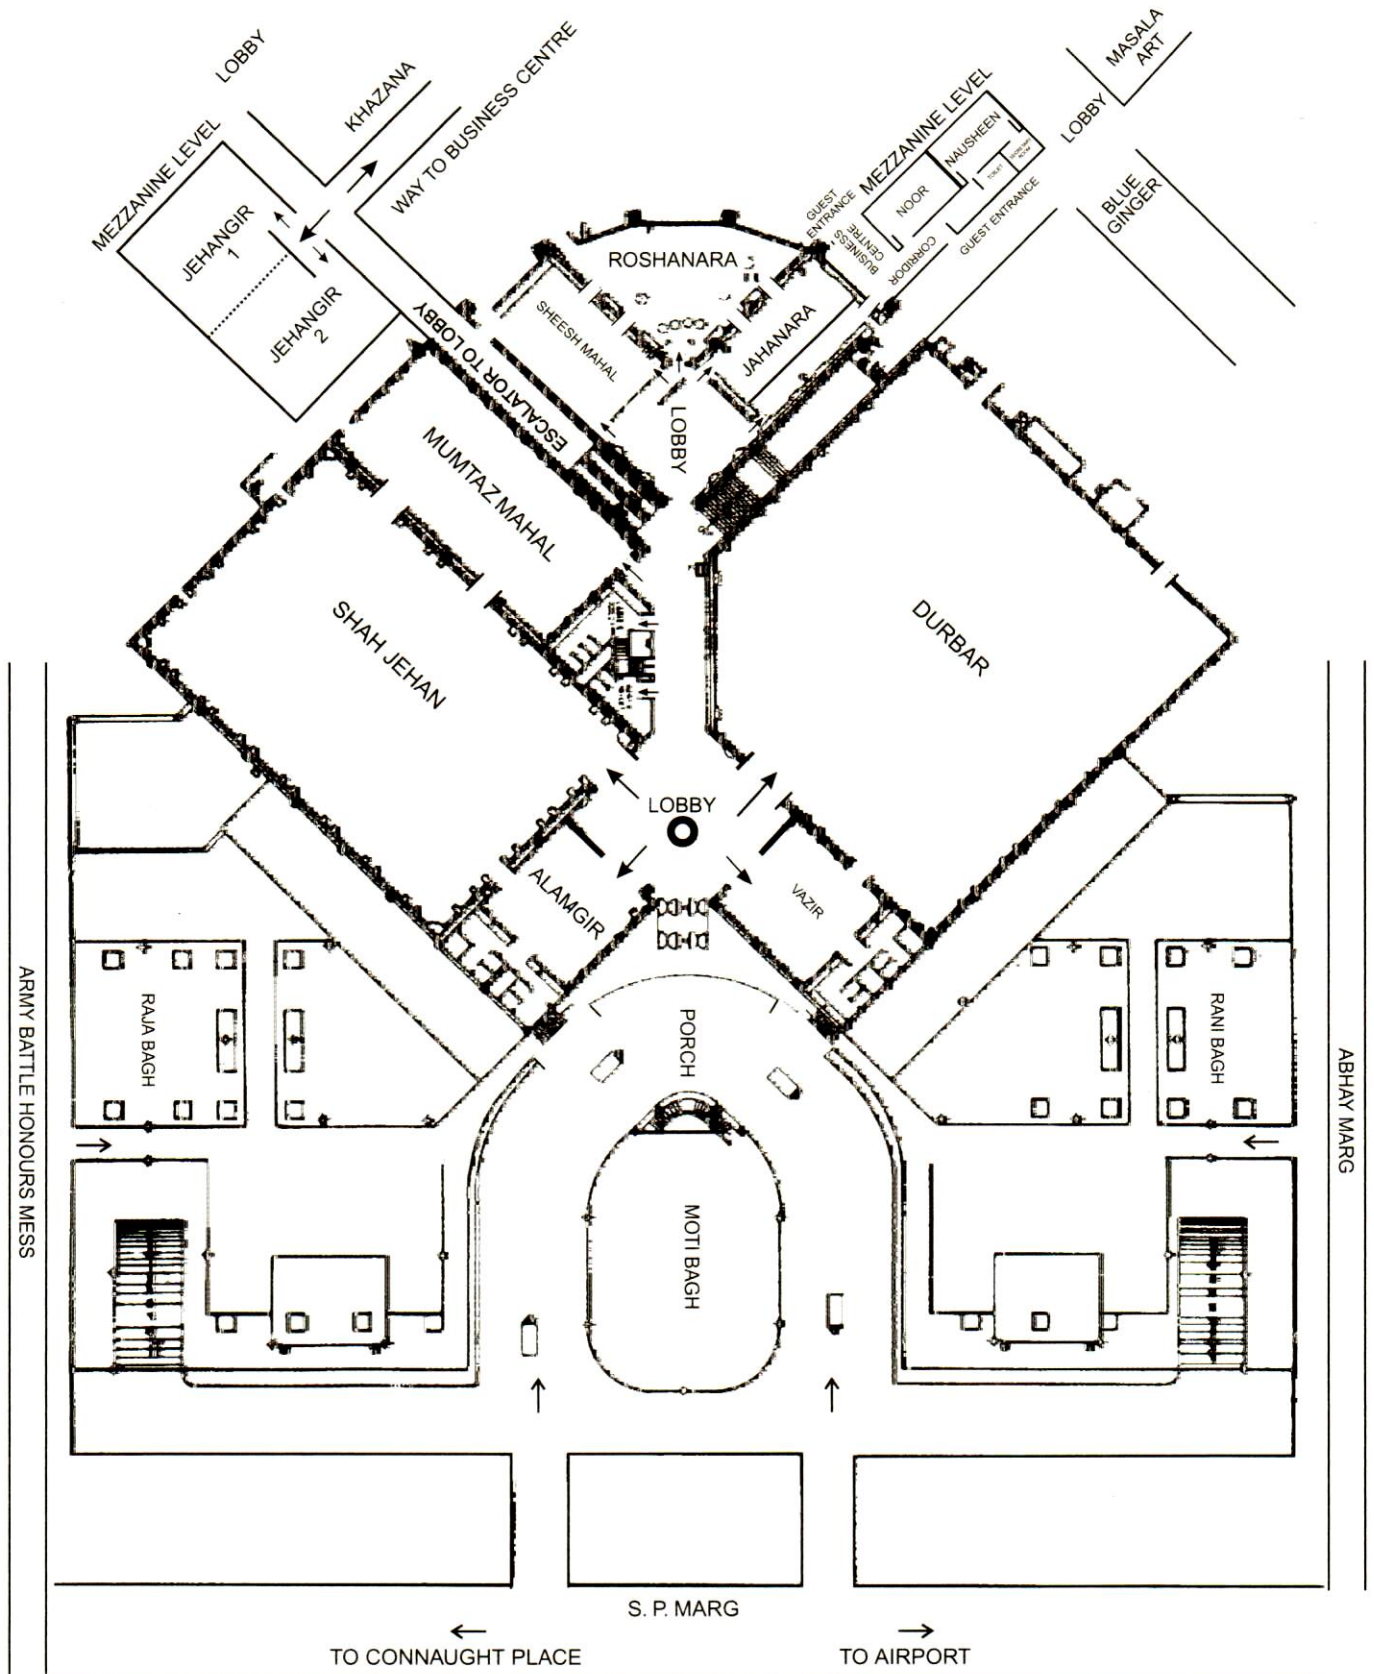 LOBBY
KHAZANA
WAY TO BUSINESS CENTRE
MEZZANINE LEVEL
JEHANGIR
1
JEHANGIR
2
ESCALATOR TO LOBBY
MASALA
ART
LOBBY
MEZZANINE LEVEL
NAUSHEEN
NOOR
TOILET
GUEST
ENTRANCE
BUSINESS
CENTRE
CORRIDOR
GUEST ENTRANCE
BLUE
GINGER
ROSHANARA
SHEESH MAHAL
JAHANARA
LOBBY
MUMTAZ MAHAL
SHAH JEHAN
DURBAR
LOBBY
ALAMGIR
VAZIR
PORCH
RAJA BAGH
RANI BAGH
MOTI BAGH
ARMY BATTLE HONOURS MESS
ABHAY MARG
S. P. MARG
TO CONNAUGHT PLACE
TO AIRPORT